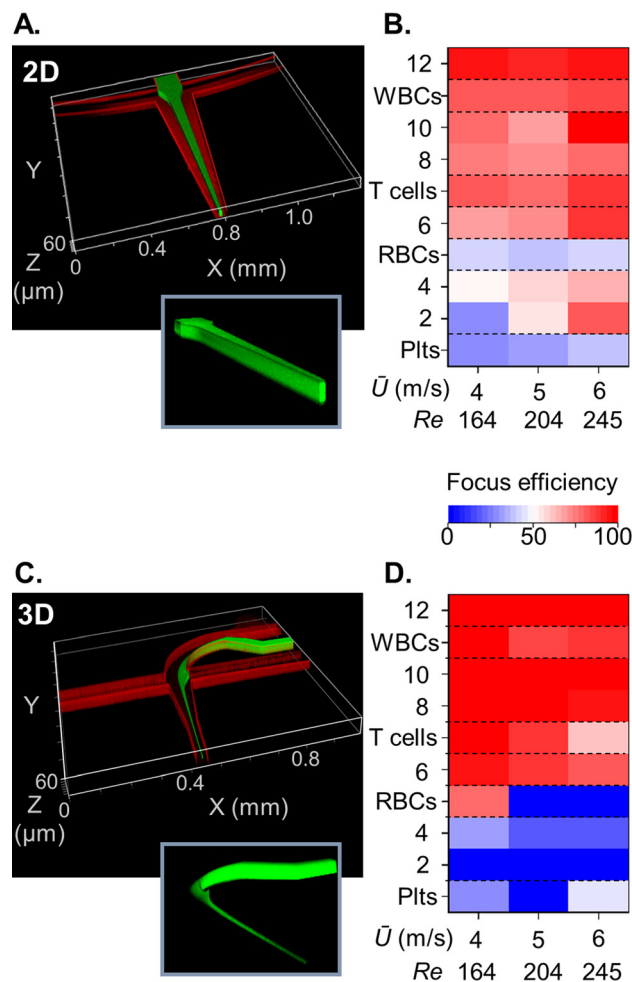 A.
2D
Y
60
Z
(μm)
0
0.4
0.8
1.0
X (mm)
B.
12
WBCs
10
8
T cells
6
RBCs
4
2
Plts
Ū (m/s) 4 5 6
Re 164 204 245
Focus efficiency
0 50 100
C.
3D
Y
60
Z
(μm)
0
0.4
0.8
X (mm)
D.
12
WBCs
10
8
T cells
6
RBCs
4
2
Plts
Ū (m/s) 4 5 6
Re 164 204 245